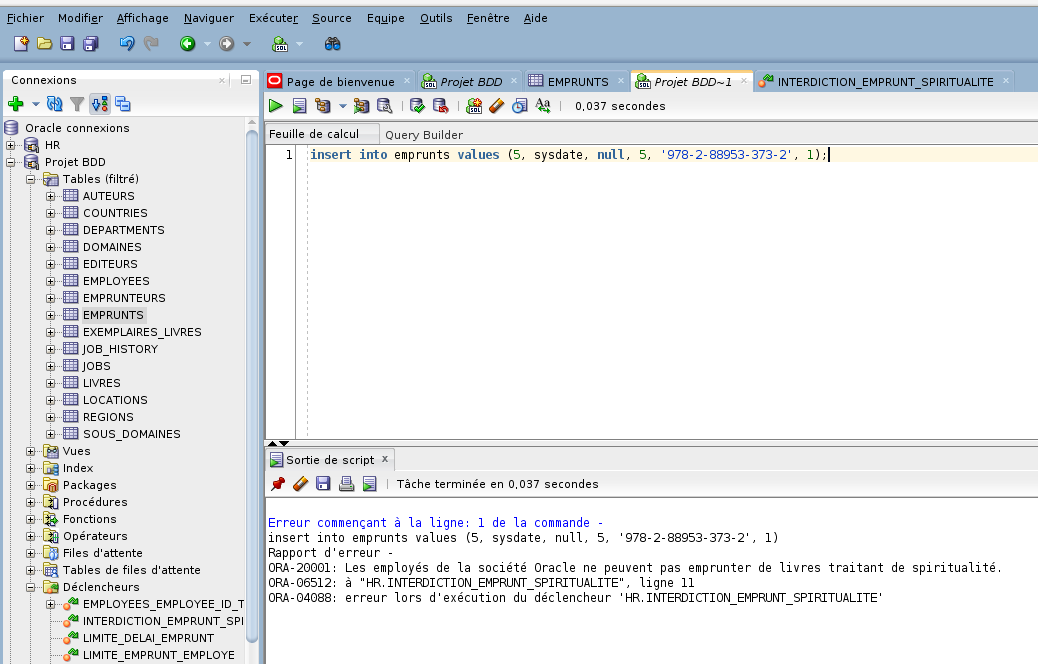 Fichier Modifier Affichage Naviguer Exécuter Source Equipe Outils Fenêtre Aide
Connexions
Oracle connexions
HR
Projet BDD
Tables (filtré)
AUTEURS
COUNTRIES
DEPARTMENTS
DOMAINES
EDITEURS
EMPLOYEES
EMPRUNTEURS
EMPRUNTS
EXEMPLAIRES_LIVRES
JOB_HISTORY
JOBS
LIVRES
LOCATIONS
REGIONS
SOUS_DOMAINES
Vues
Index
Packages
Procédures
Fonctions
Opérateurs
Files d'attente
Tables de files d'attente
Déclencheurs
EMPLOYEES_EMPLOYEE_ID_T
INTERDICTION_EMPRUNT_SPI
LIMITE_DELAI_EMPRUNT
LIMITE_EMPRUNT_EMPLOYE
Page de bienvenue Projet BDD EMPRUNTS Projet BDD~1 INTERDICTION_EMPRUNT_SPIRITUALITE
SQL 0,037 secondes
Feuille de calcul Query Builder
1 insert into emprunts values (5, sysdate, null, 5, '978-2-88953-373-2', 1);
Sortie de script x
Tâche terminée en 0,037 secondes
Erreur commençant à la ligne: 1 de la commande -
insert into emprunts values (5, sysdate, null, 5, '978-2-88953-373-2', 1)
Rapport d'erreur -
ORA-20001: Les employés de la société Oracle ne peuvent pas emprunter de livres traitant de spiritualité.
ORA-06512: à "HR.INTERDICTION_EMPRUNT_SPIRITUALITE", ligne 11
ORA-04088: erreur lors d'exécution du déclencheur 'HR.INTERDICTION_EMPRUNT_SPIRITUALITE'